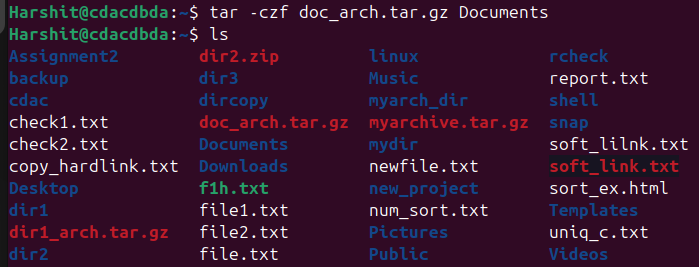 Harshit@cdacdbda:~$ tar -czf doc_arch.tar.gz Documents
Harshit@cdacdbda:~$ ls
Assignment2 dir2.zip linux rcheck
backup dir3 Music report.txt
cdac dircopy myarch_dir shell
check1.txt doc_arch.tar.gz myarchive.tar.gz snap
check2.txt Documents mydir soft_lilnk.txt
copy_hardlink.txt Downloads newfile.txt soft_link.txt
Desktop f1h.txt new_project sort_ex.html
dir1 file1.txt num_sort.txt Templates
dir1_arch.tar.gz file2.txt Pictures uniq_c.txt
dir2 file.txt Public Videos